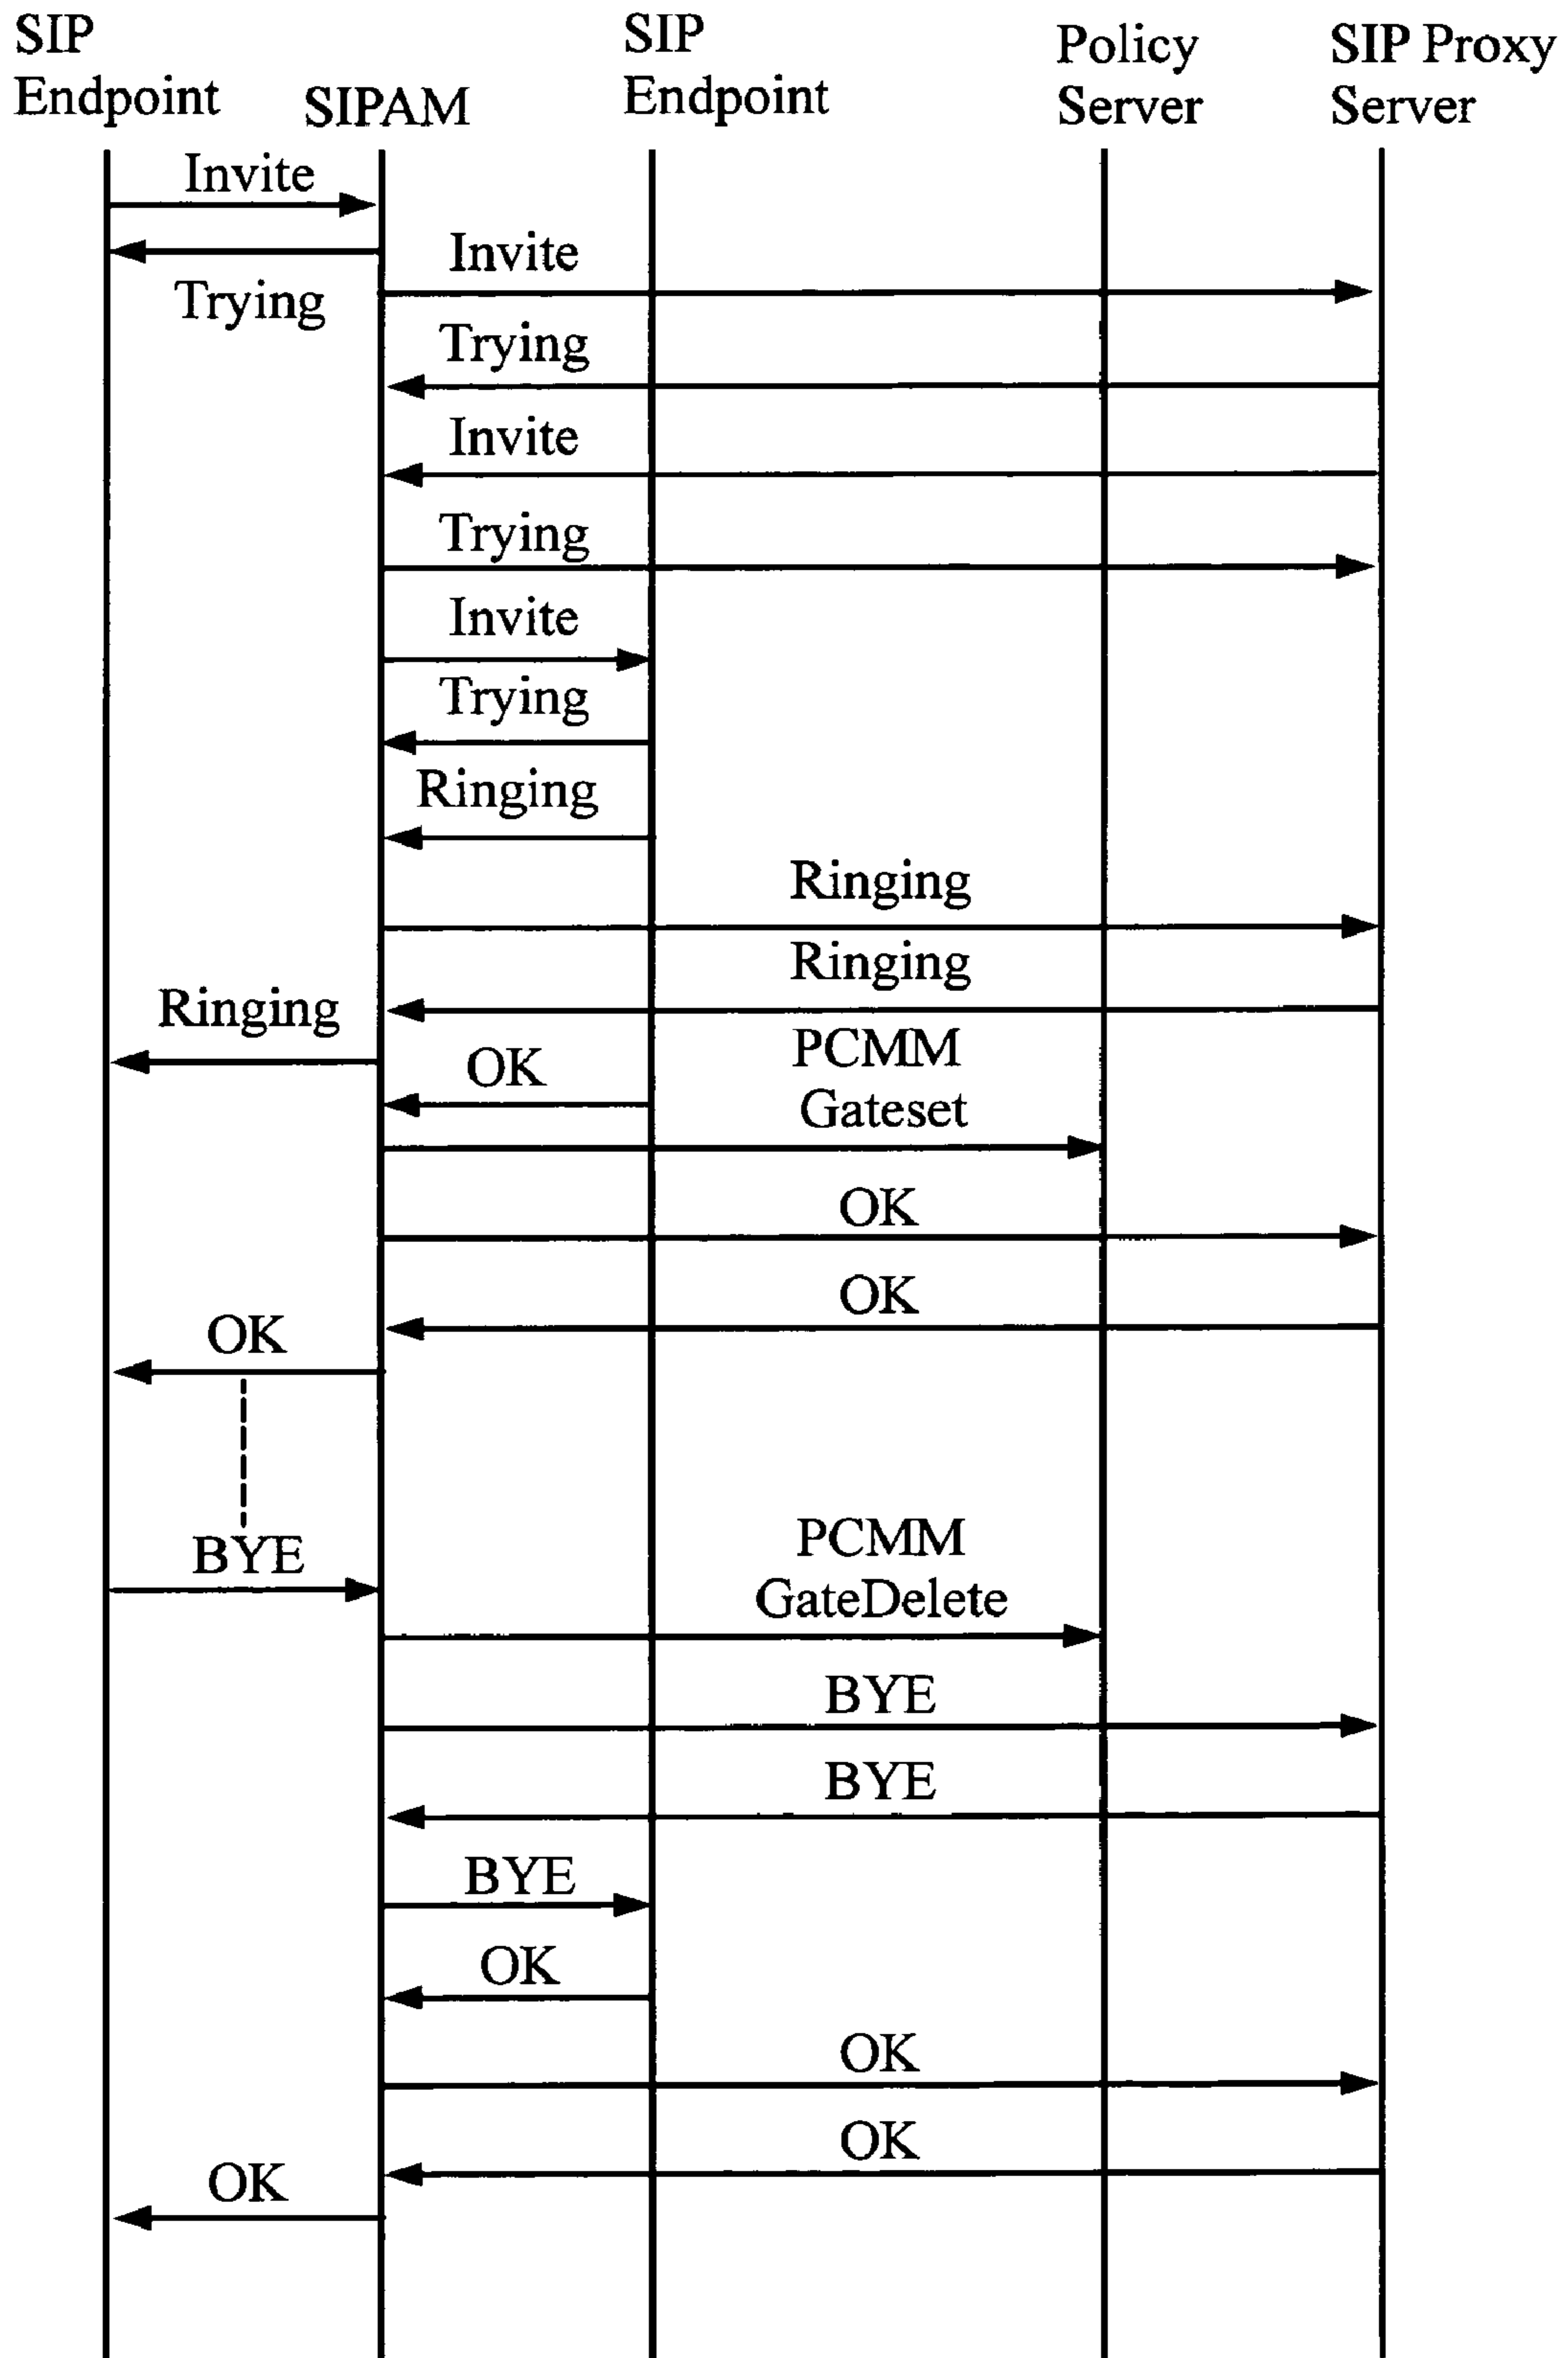 SIP
Endpoint
SIPAM
SIP
Endpoint
Policy
Server
SIP Proxy
Server
Invite
Trying
Invite
Trying
Invite
Trying
Invite
Trying
Ringing
Ringing
Ringing
Ringing
OK
PCMM
Gateset
OK
OK
OK
BYE
PCMM
GateDelete
BYE
BYE
BYE
OK
OK
OK
OK